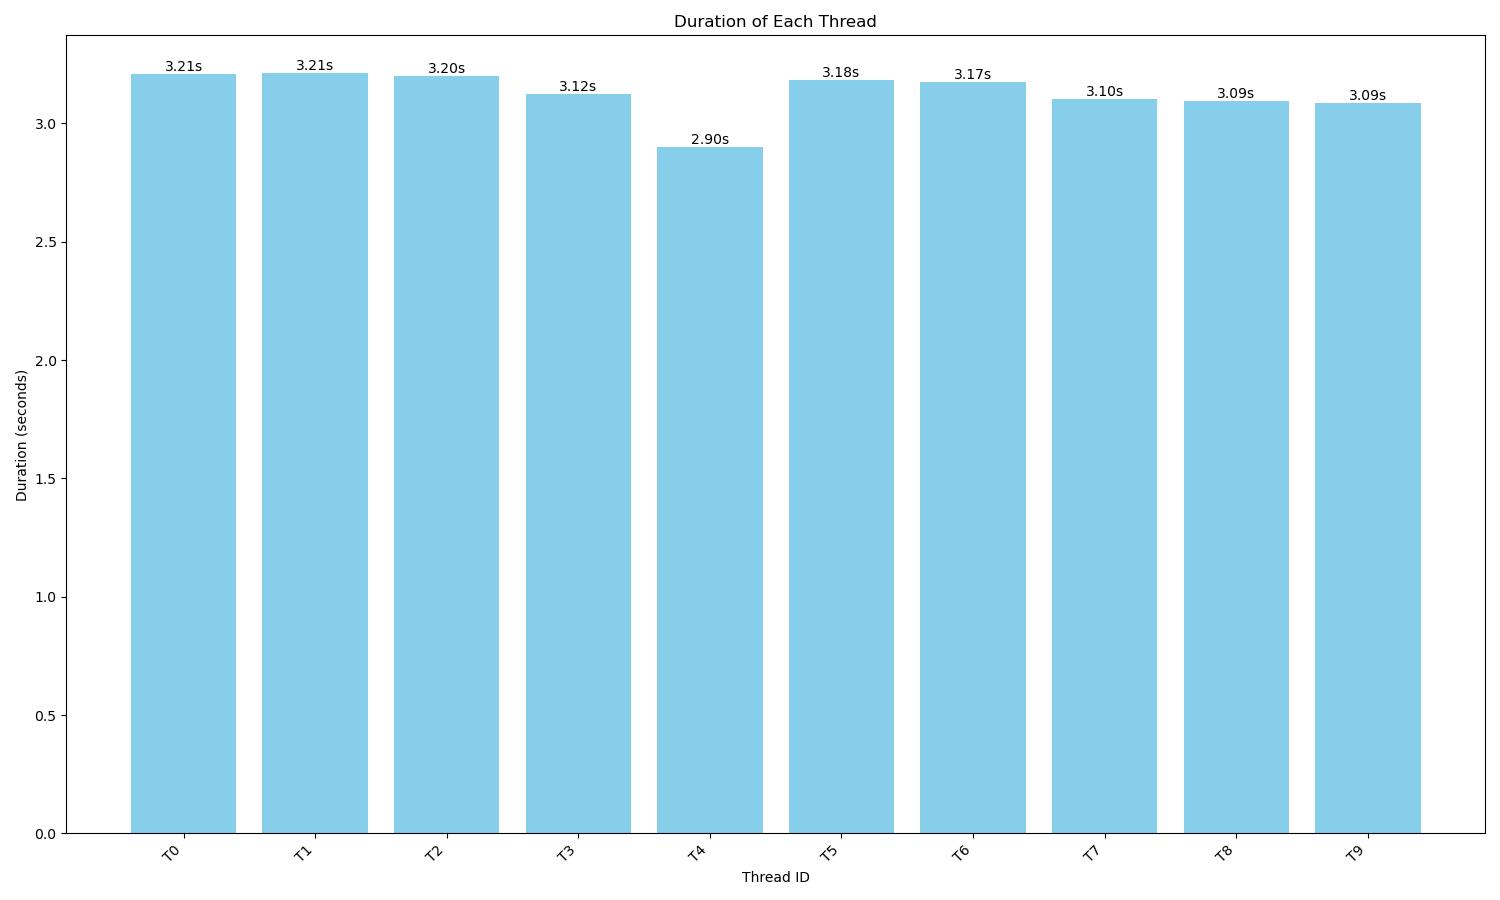 Duration of Each Thread
3.21s
3.21s
3.20s
3.12s
2.90s
3.18s
3.17s
3.10s
3.09s
3.09s
3.0
2.5
2.0
1.5
1.0
0.5
0.0
Duration (seconds)
T0
T1
T2
T3
T4
T5
T6
T7
T8
T9
Thread ID